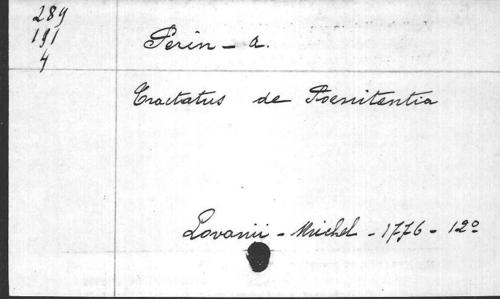 289
191
4
Perin - a.
Tractatus de Poenitentia
Lovanii - Michel - 1776 - 12º